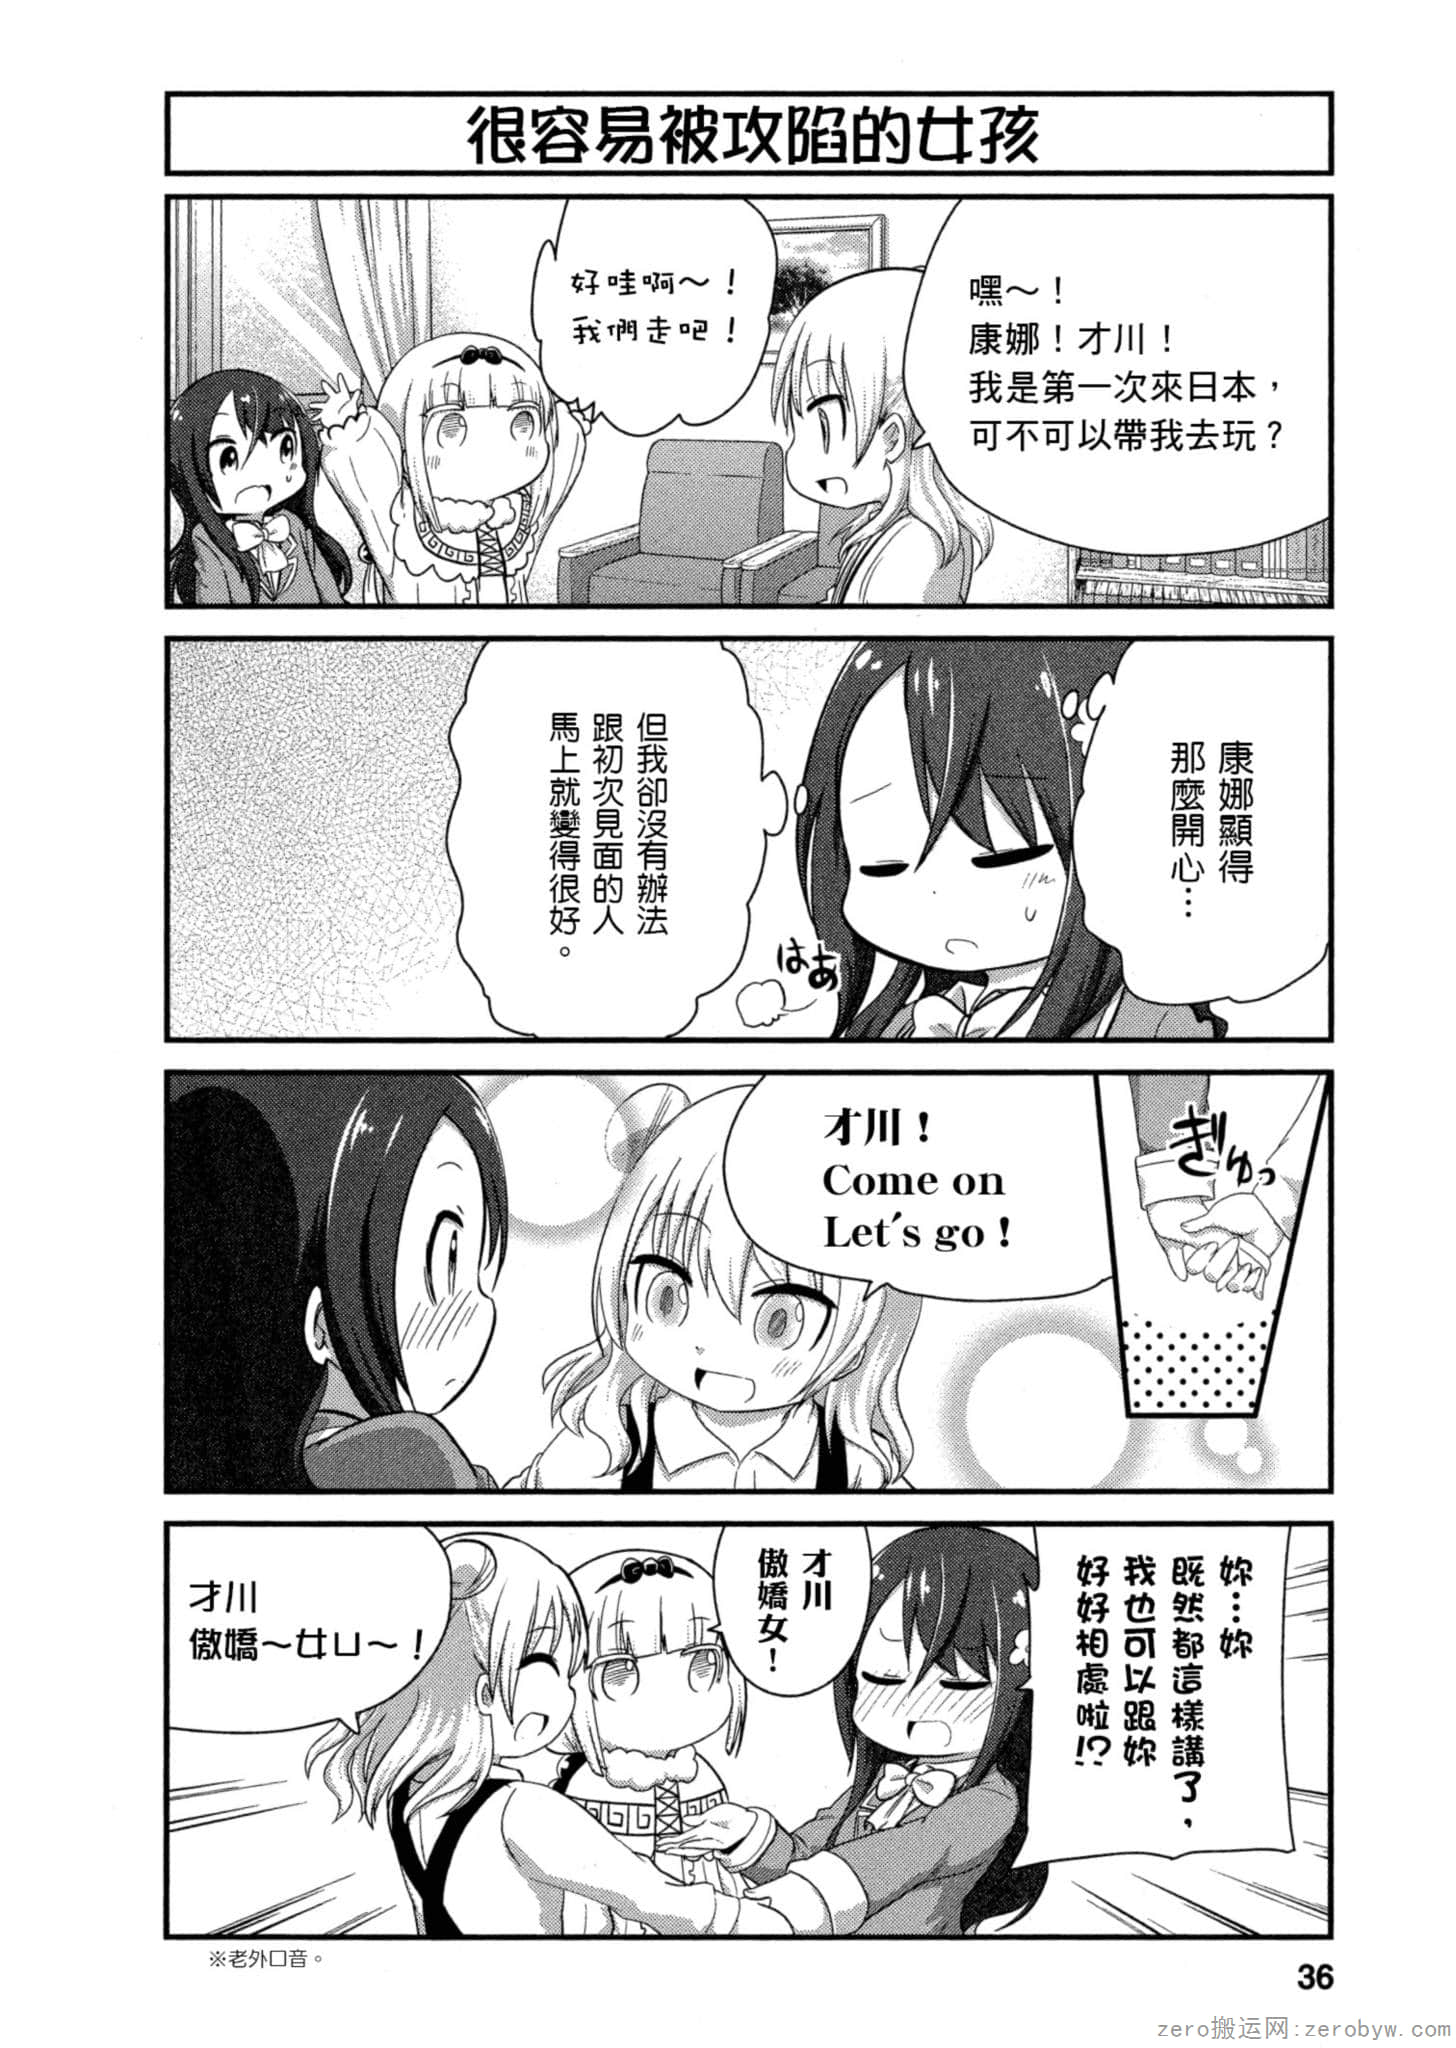 很容易被攻陷的女孩
嘿～！
康娜！才川！
我是第一次來日本，
可不可以帶我去玩？
好哇啊～！
我們走吧！
康娜顯得
那麼開心…
はあ
但我卻沒有辦法
跟初次見面的人
馬上就變得很好。
ぎゅっ
才川！
Come on
Let's go！
妳…妳
既然都這樣講了，
我也可以跟妳
好好相處啦!?
才川
傲嬌女！
才川
傲嬌～ㄊㄩ～！
※老外口音。
36
zero搬运网:zerobyw.com